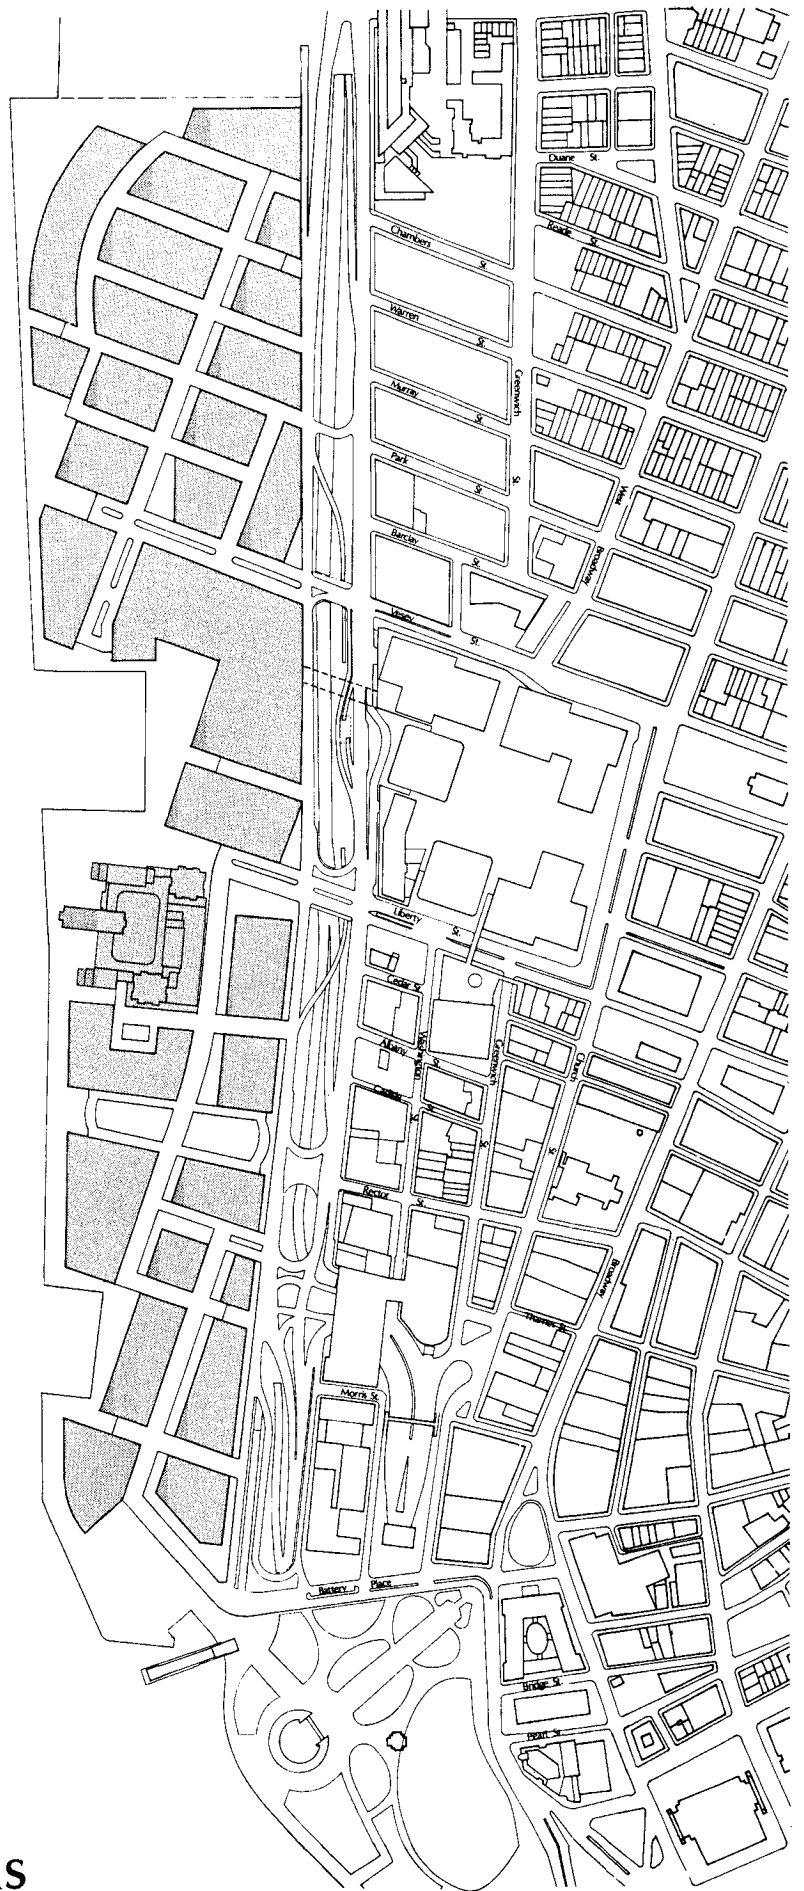 Duane St.
Reade St.
Chambers St.
Warren St.
Greenwich St.
Murray St.
Park St.
West Broadway
Barclay St.
Vesey St.
Liberty St.
Cedar St.
Albany St.
Washington St.
Greenwich St.
Church St.
Carlisle St.
Rector St.
Broadway
Thames St.
Morris St.
Battery Place
Bridge St.
Pearl St.